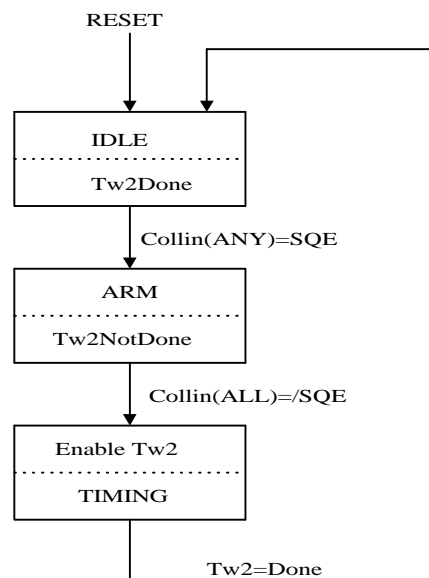 RESET
IDLE
Tw2Done
Collin(ANY)=SQE
ARM
Tw2NotDone
Collin(ALL)=/SQE
Enable Tw2
TIMING
Tw2=Done